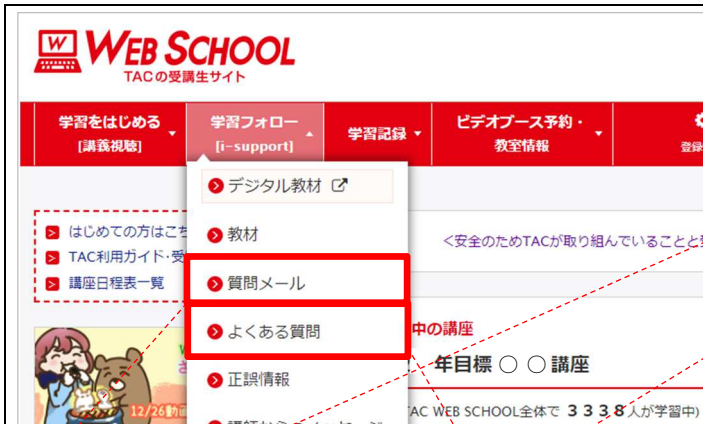 WEB SCHOOL
TACの受講生サイト
学習をはじめる
[講義視聴]
学習フォロー
[i-support]
学習記録
ビデオブース予約・
教室情報
登録
デジタル教材
教材
質問メール
よくある質問
正誤情報
はじめての方はこち
TAC利用ガイド・受
講座日程表一覧
<安全のためTACが取り組んでいることと
中の講座
年目標 ○ ○ 講座
AC WEB SCHOOL全体で 3338人が学習中)
12/26動画